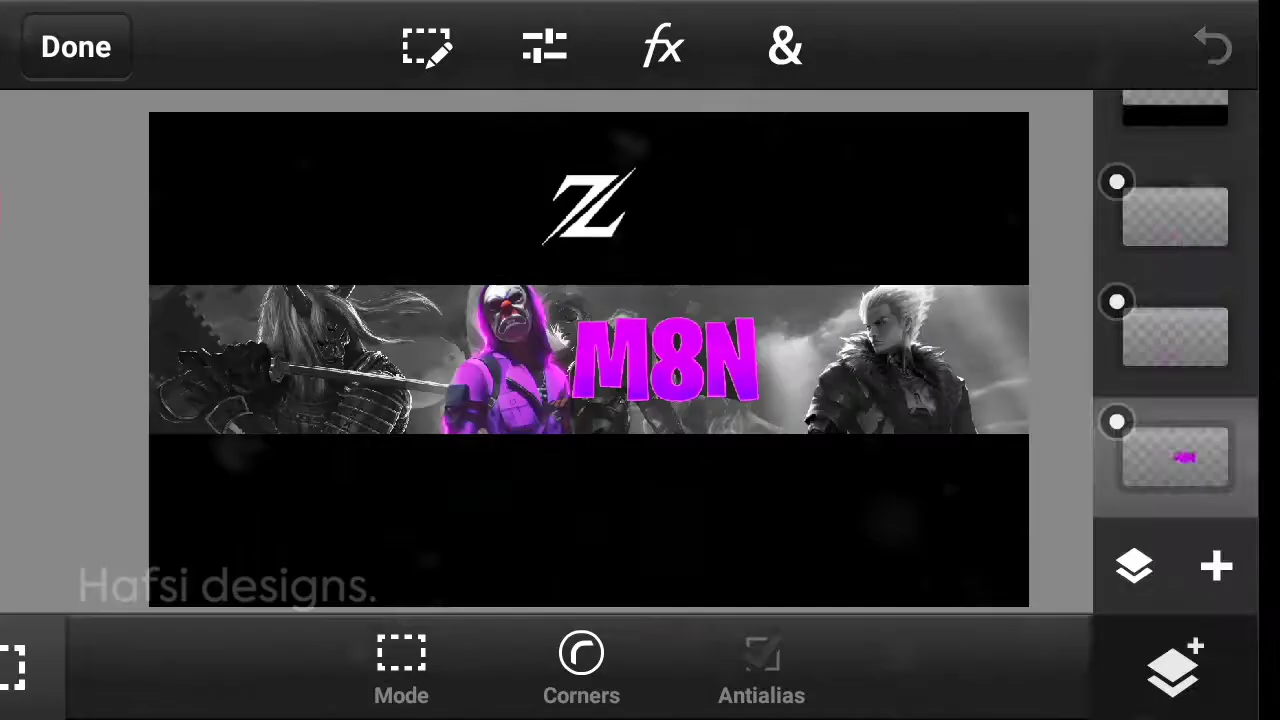 Done
fx
&
Z
M8N
Hafsi designs.
Mode
Corners
Antialias